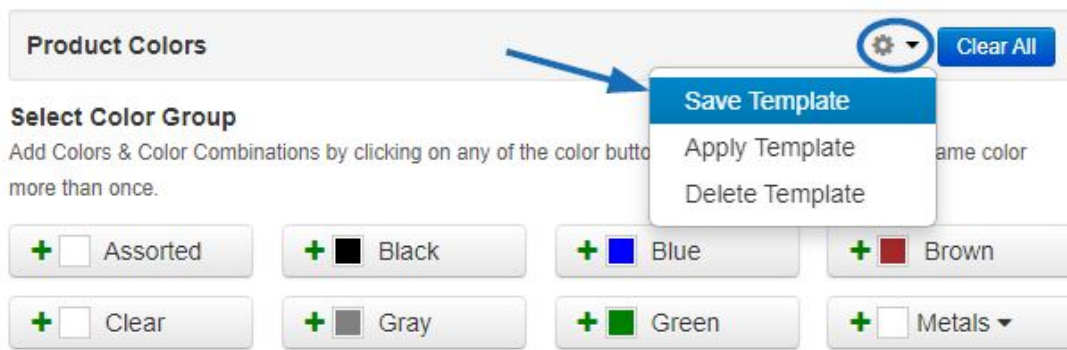 Product Colors
Clear All
Save Template
Apply Template
Delete Template
Select Color Group
Add Colors & Color Combinations by clicking on any of the color ame color
more than once.
Assorted
Black
Blue
Brown
Clear
Gray
Green
Metals